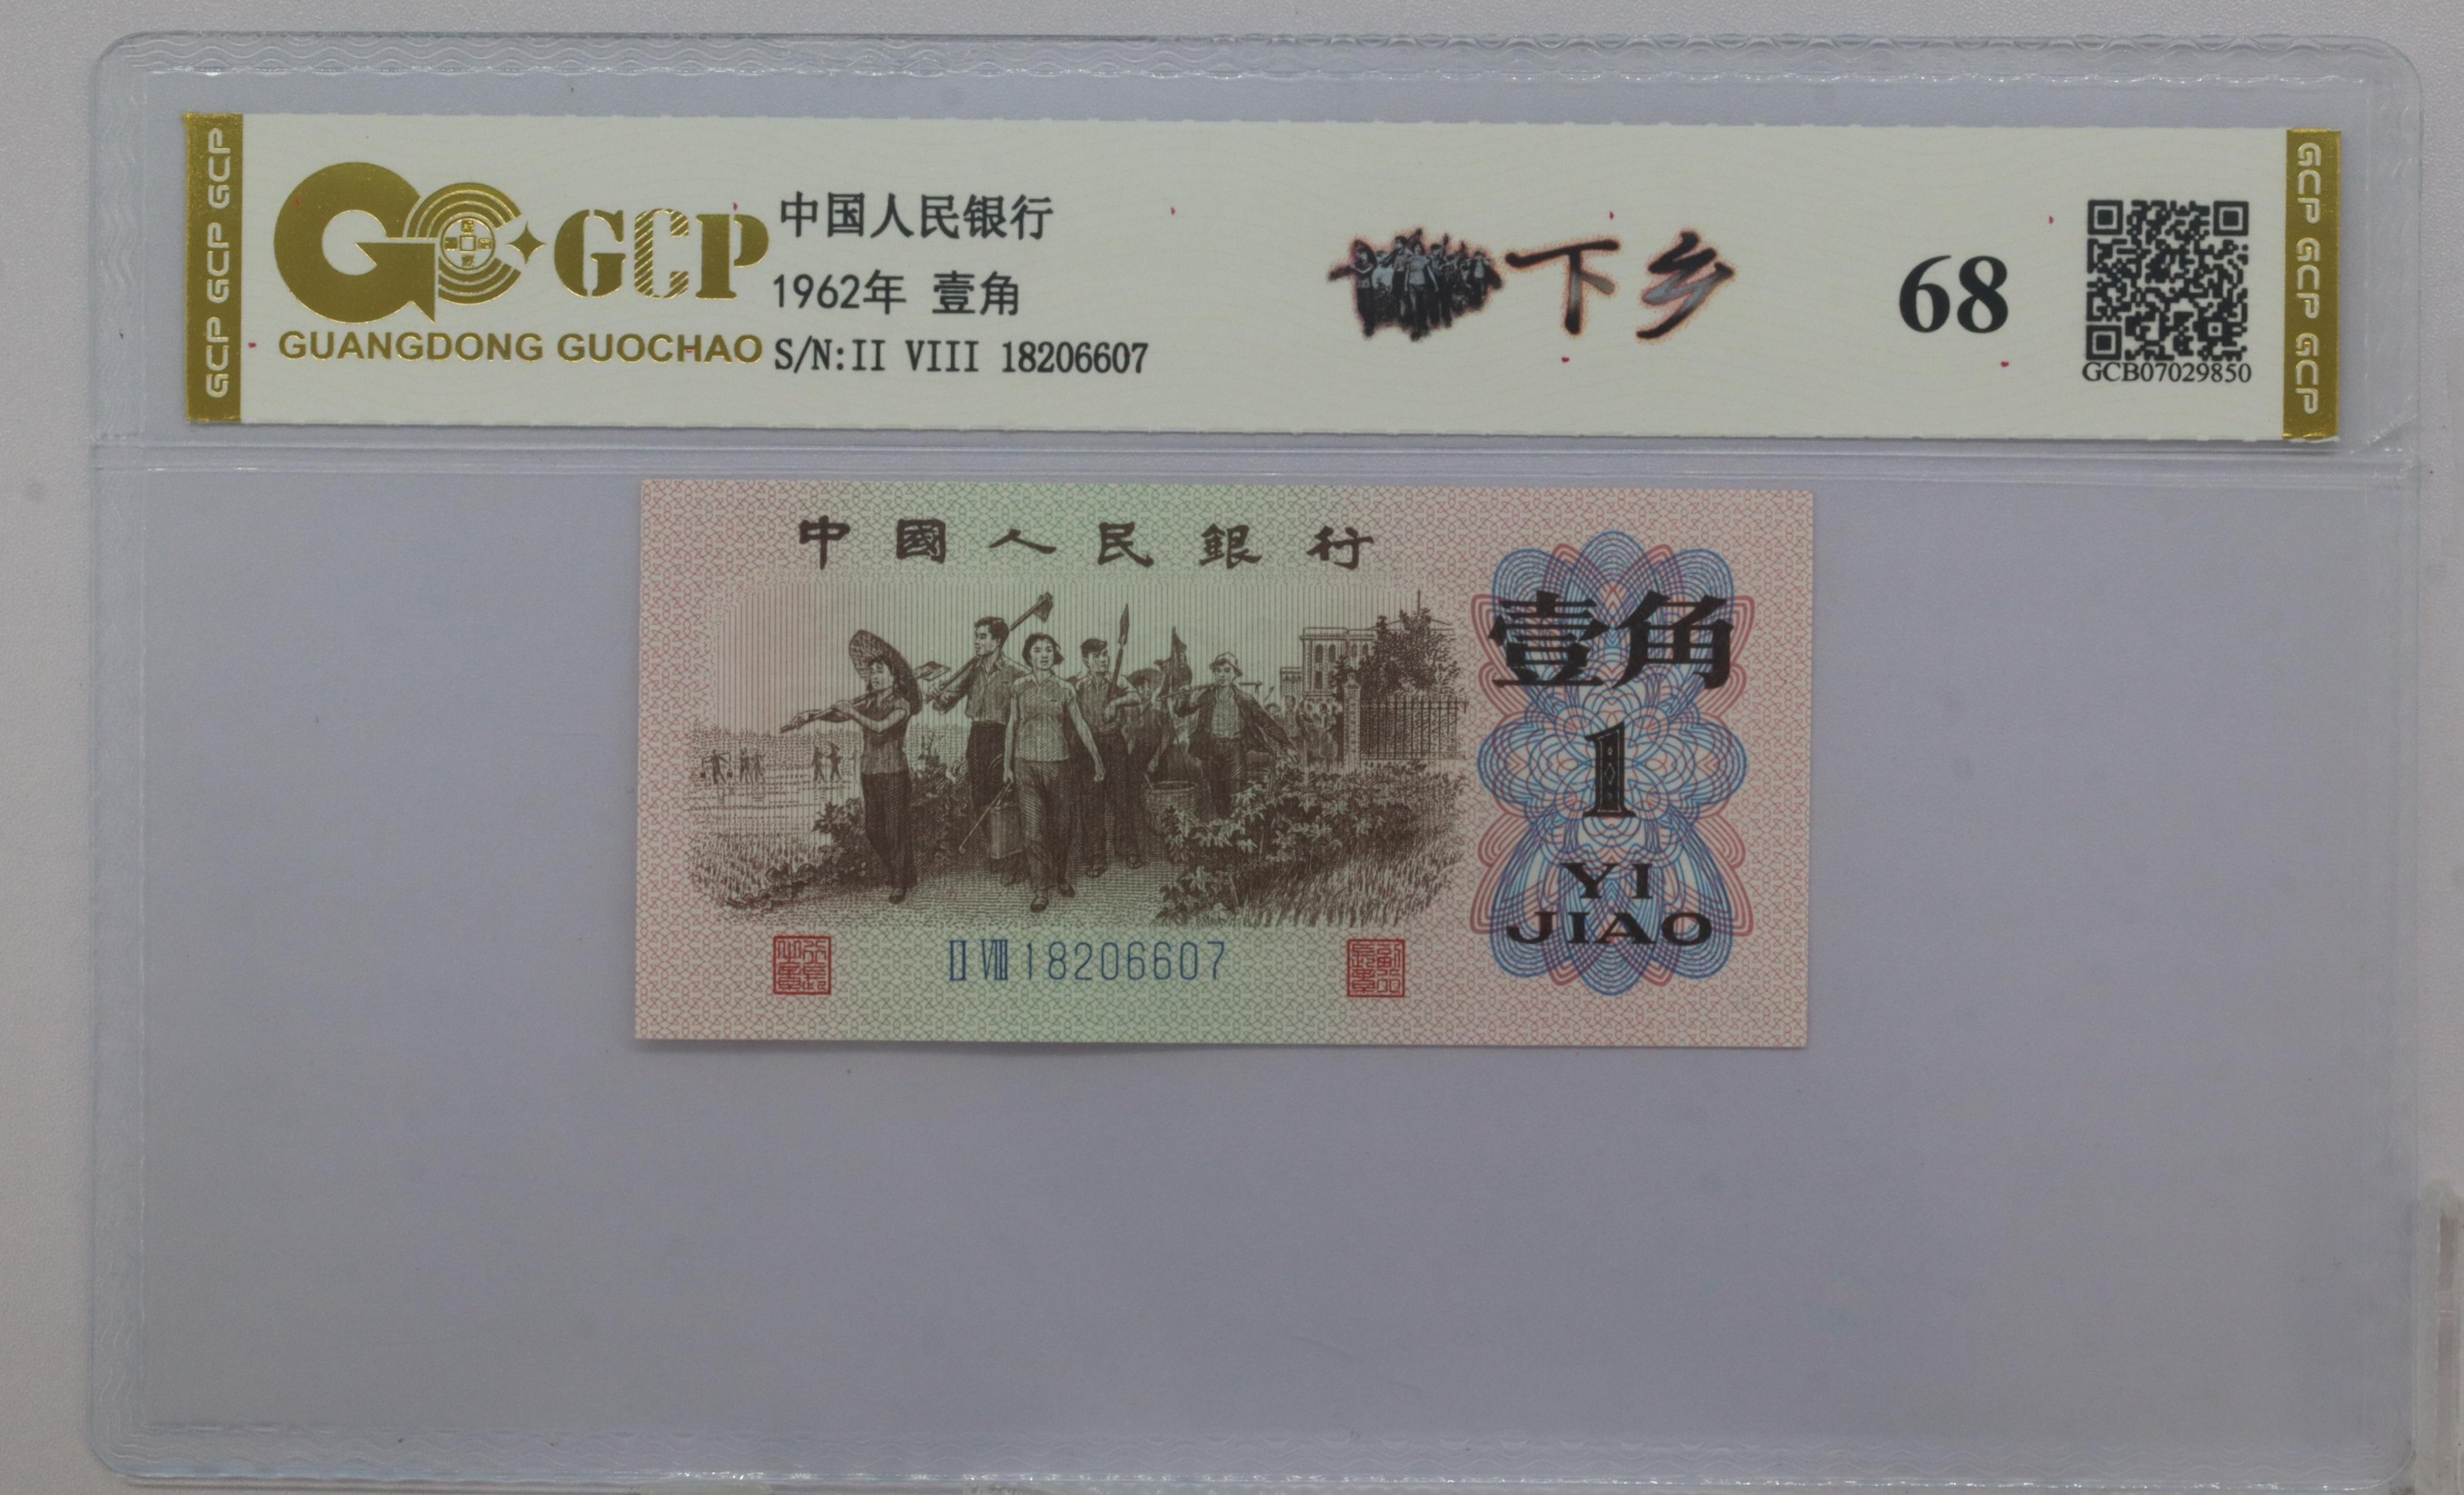 GCP GCP GCP
GCP
GUANGDONG GUOCHAO
中国人民银行
1962年 壹角
S/N:II VIII 18206607
下乡
68
GCB07029850
GCP GCP GCP
中國人民銀行
壹角
1
YI
JIAO
II VIII 18206607